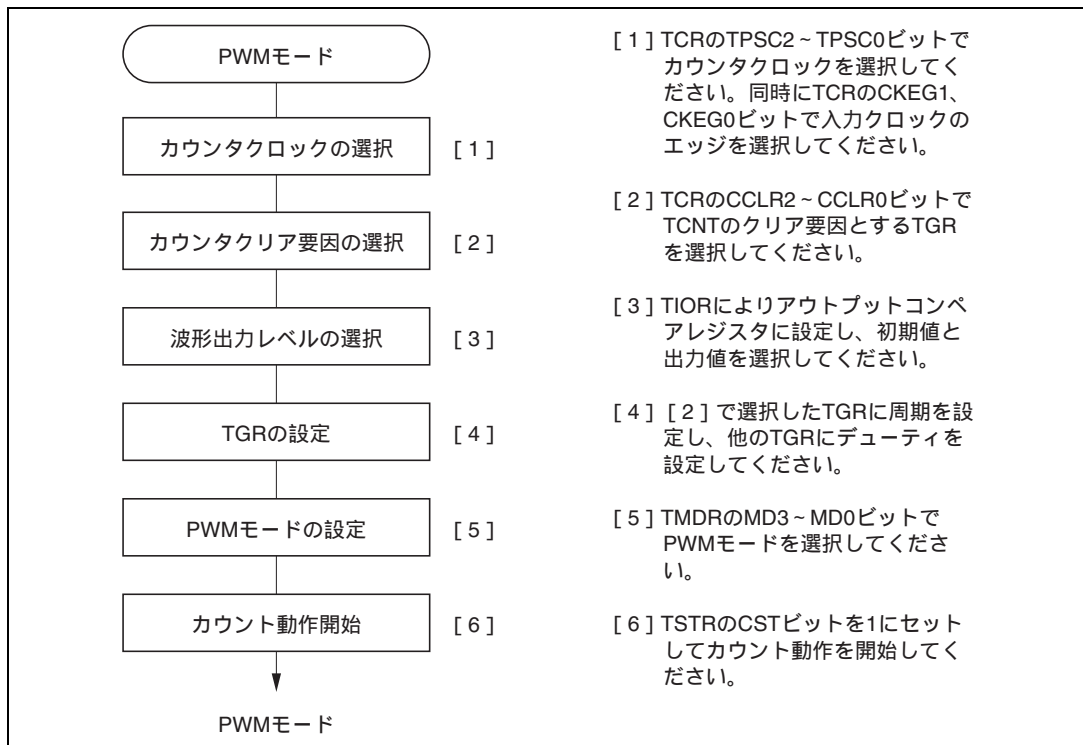 PWMモード
カウンタクロックの選択 [ 1 ]
カウンタクリア要因の選択 [ 2 ]
波形出力レベルの選択 [ 3 ]
TGRの設定 [ 4 ]
PWMモードの設定 [ 5 ]
カウント動作開始 [ 6 ]
PWMモード
[ 1 ] TCRのTPSC2~TPSC0ビットで
カウンタクロックを選択してく
ださい。同時にTCRのCKEG1、
CKEG0ビットで入力クロックの
エッジを選択してください。
[ 2 ] TCRのCCLR2~CCLR0ビットで
TCNTのクリア要因とするTGR
を選択してください。
[ 3 ] TIORによりアウトプットコンペ
アレジスタに設定し、初期値と
出力値を選択してください。
[ 4 ] [ 2 ] で選択したTGRに周期を設
定し、他のTGRにデューティを
設定してください。
[ 5 ] TMDRのMD3~MD0ビットで
PWMモードを選択してくださ
い。
[ 6 ] TSTRのCSTビットを1にセット
してカウント動作を開始してく
ださい。